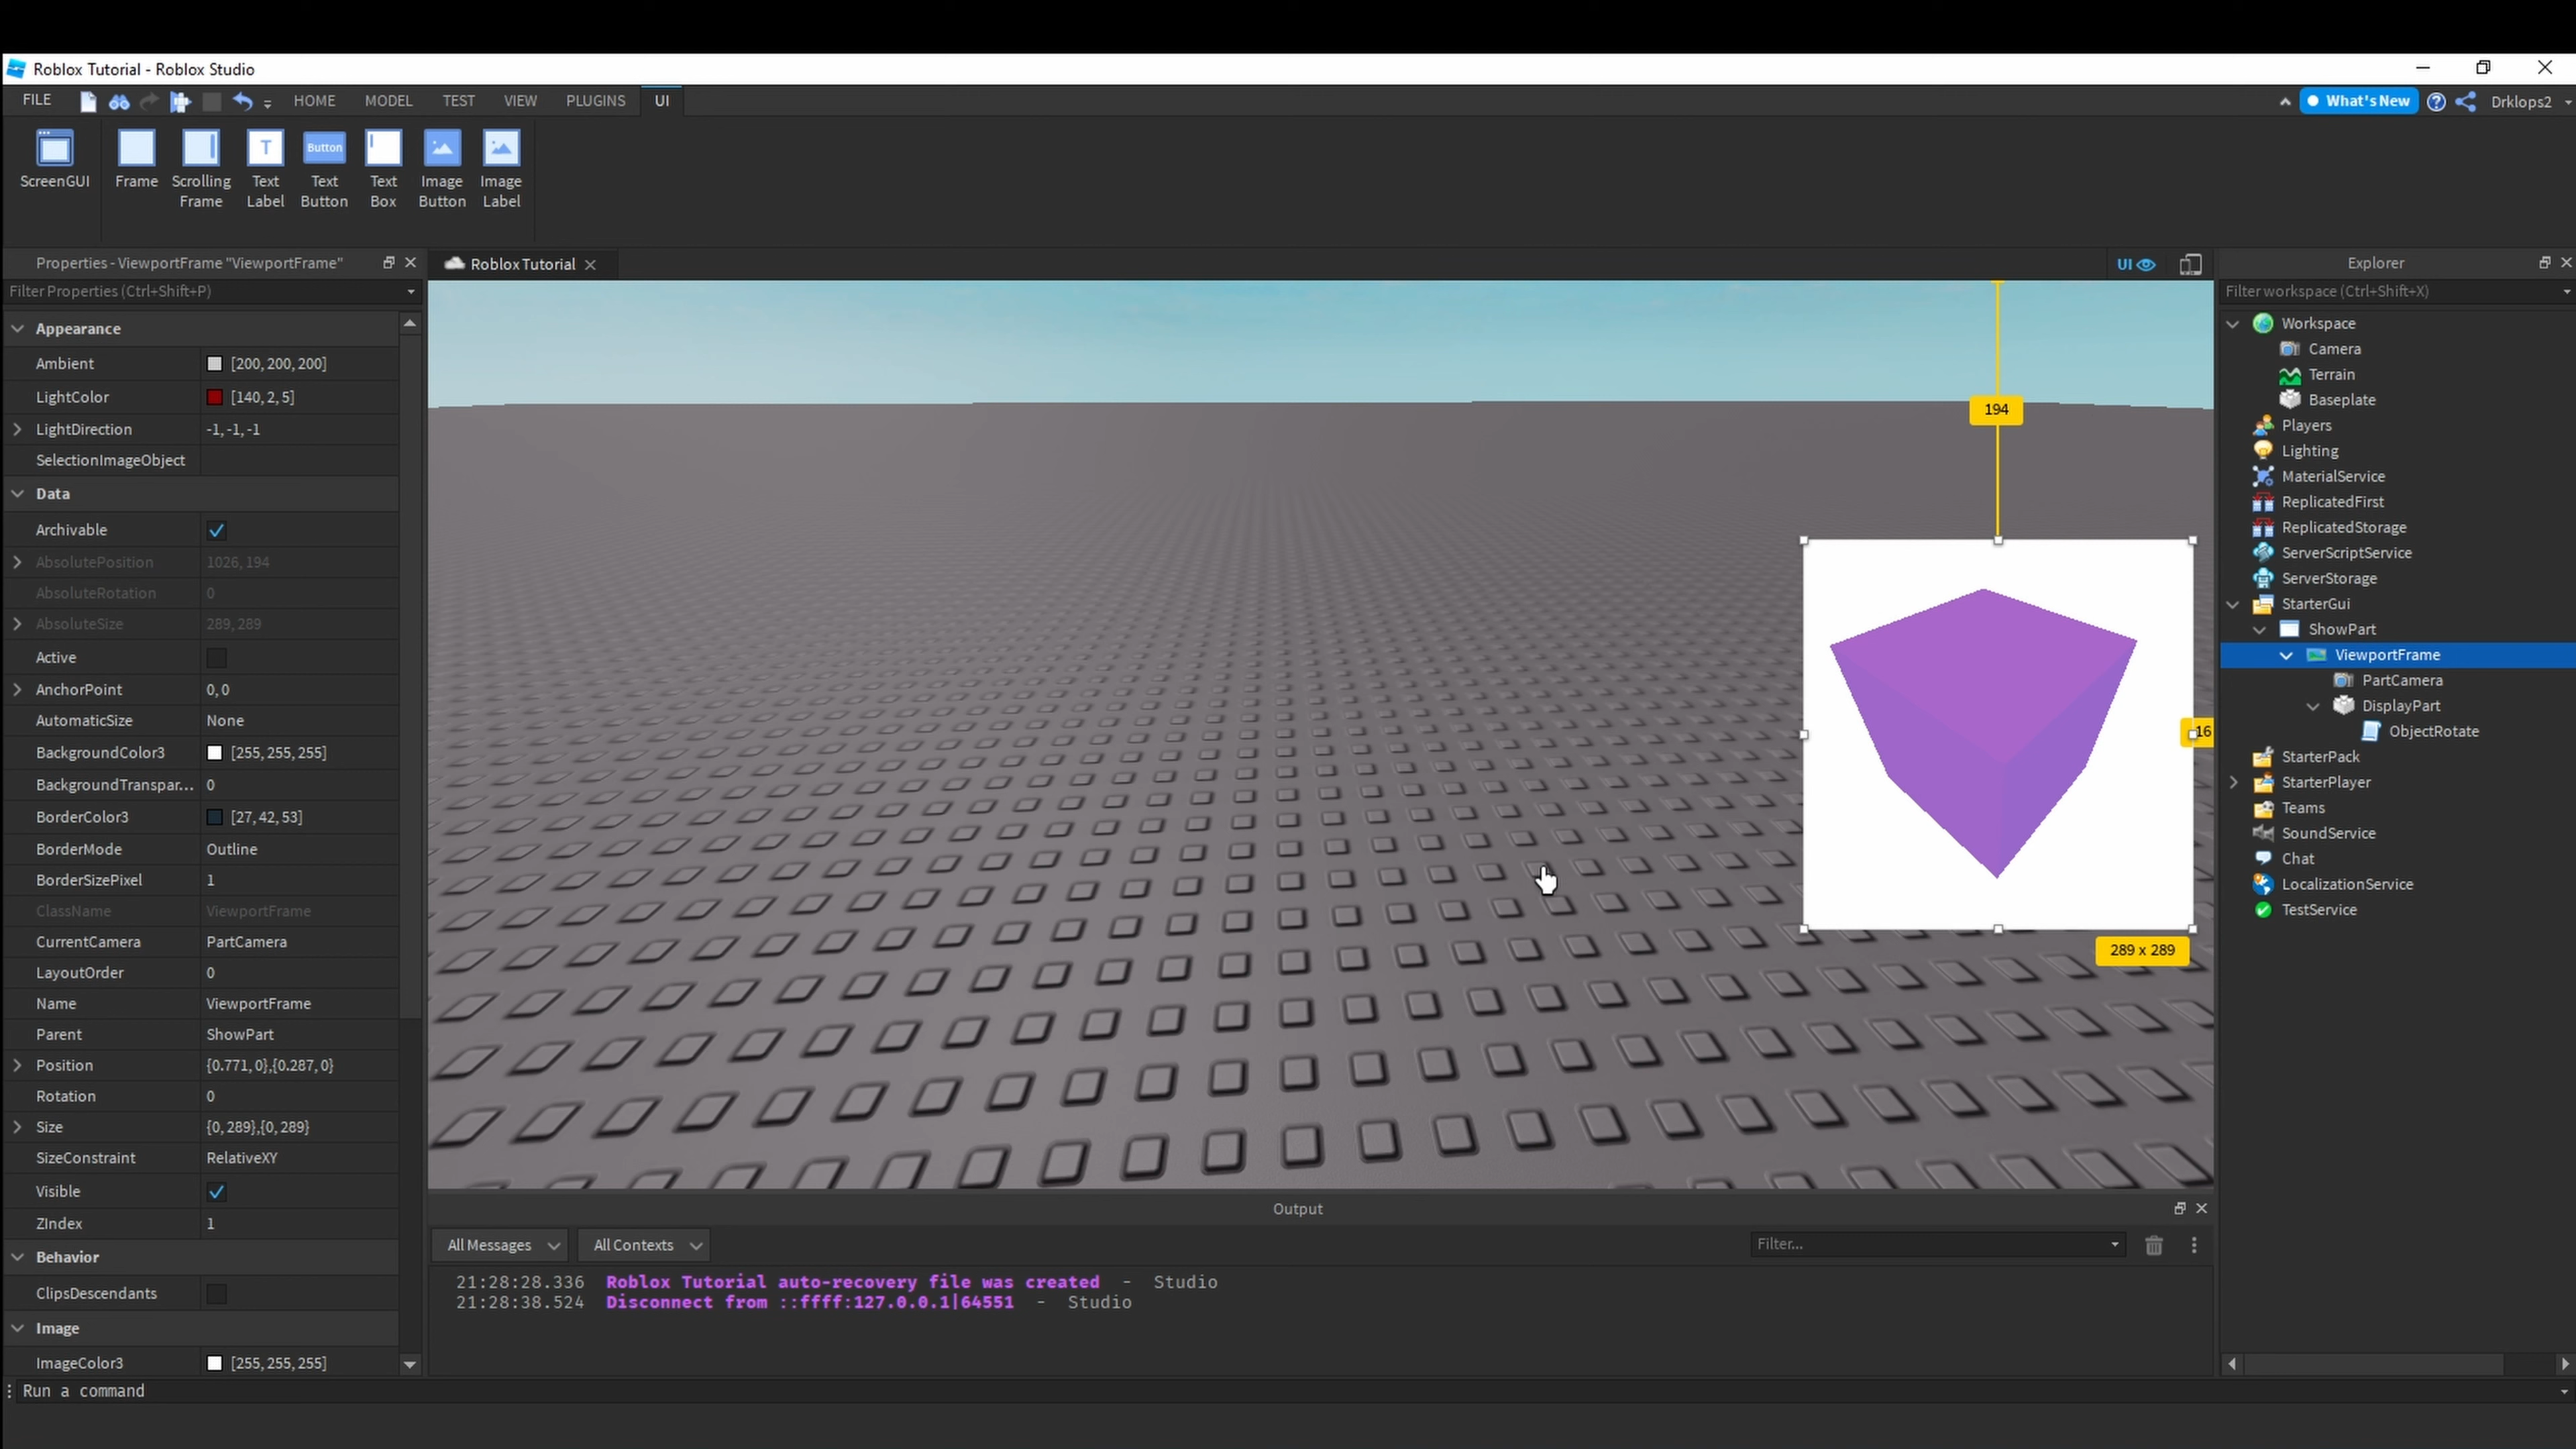 Roblox Tutorial - Roblox Studio
FILE HOME MODEL TEST VIEW PLUGINS UI What's New Drklops2
ScreenGUI
Frame
Scrolling Frame
Text Label
Button
Text Button
Text Box
Image Button
Image Label
T
Properties - ViewportFrame "ViewportFrame"
Filter Properties (Ctrl+Shift+P)
Appearance
Ambient [200, 200, 200]
LightColor [140, 2, 5]
LightDirection -1, -1, -1
SelectionImageObject
Data
Archivable
AbsolutePosition 1026, 194
AbsoluteRotation 0
AbsoluteSize 289, 289
Active
AnchorPoint 0, 0
AutomaticSize None
BackgroundColor3 [255, 255, 255]
BackgroundTranspar... 0
BorderColor3 [27, 42, 53]
BorderMode Outline
BorderSizePixel 1
ClassName ViewportFrame
CurrentCamera PartCamera
LayoutOrder 0
Name ViewportFrame
Parent ShowPart
Position {0.771, 0},{0.287, 0}
Rotation 0
Size {0, 289},{0, 289}
SizeConstraint RelativeXY
Visible
ZIndex 1
Behavior
ClipsDescendants
Image
ImageColor3 [255, 255, 255]
Roblox Tutorial
UI
194
16
289 x 289
Output
All Messages All Contexts Filter...
21:28:28.336 Roblox Tutorial auto-recovery file was created - Studio
21:28:38.524 Disconnect from ::ffff:127.0.0.1|64551 - Studio
Explorer
Filter workspace (Ctrl+Shift+X)
Workspace
Camera
Terrain
Baseplate
Players
Lighting
MaterialService
ReplicatedFirst
ReplicatedStorage
ServerScriptService
ServerStorage
StarterGui
ShowPart
ViewportFrame
PartCamera
DisplayPart
ObjectRotate
StarterPack
StarterPlayer
Teams
SoundService
Chat
LocalizationService
TestService
Run a command